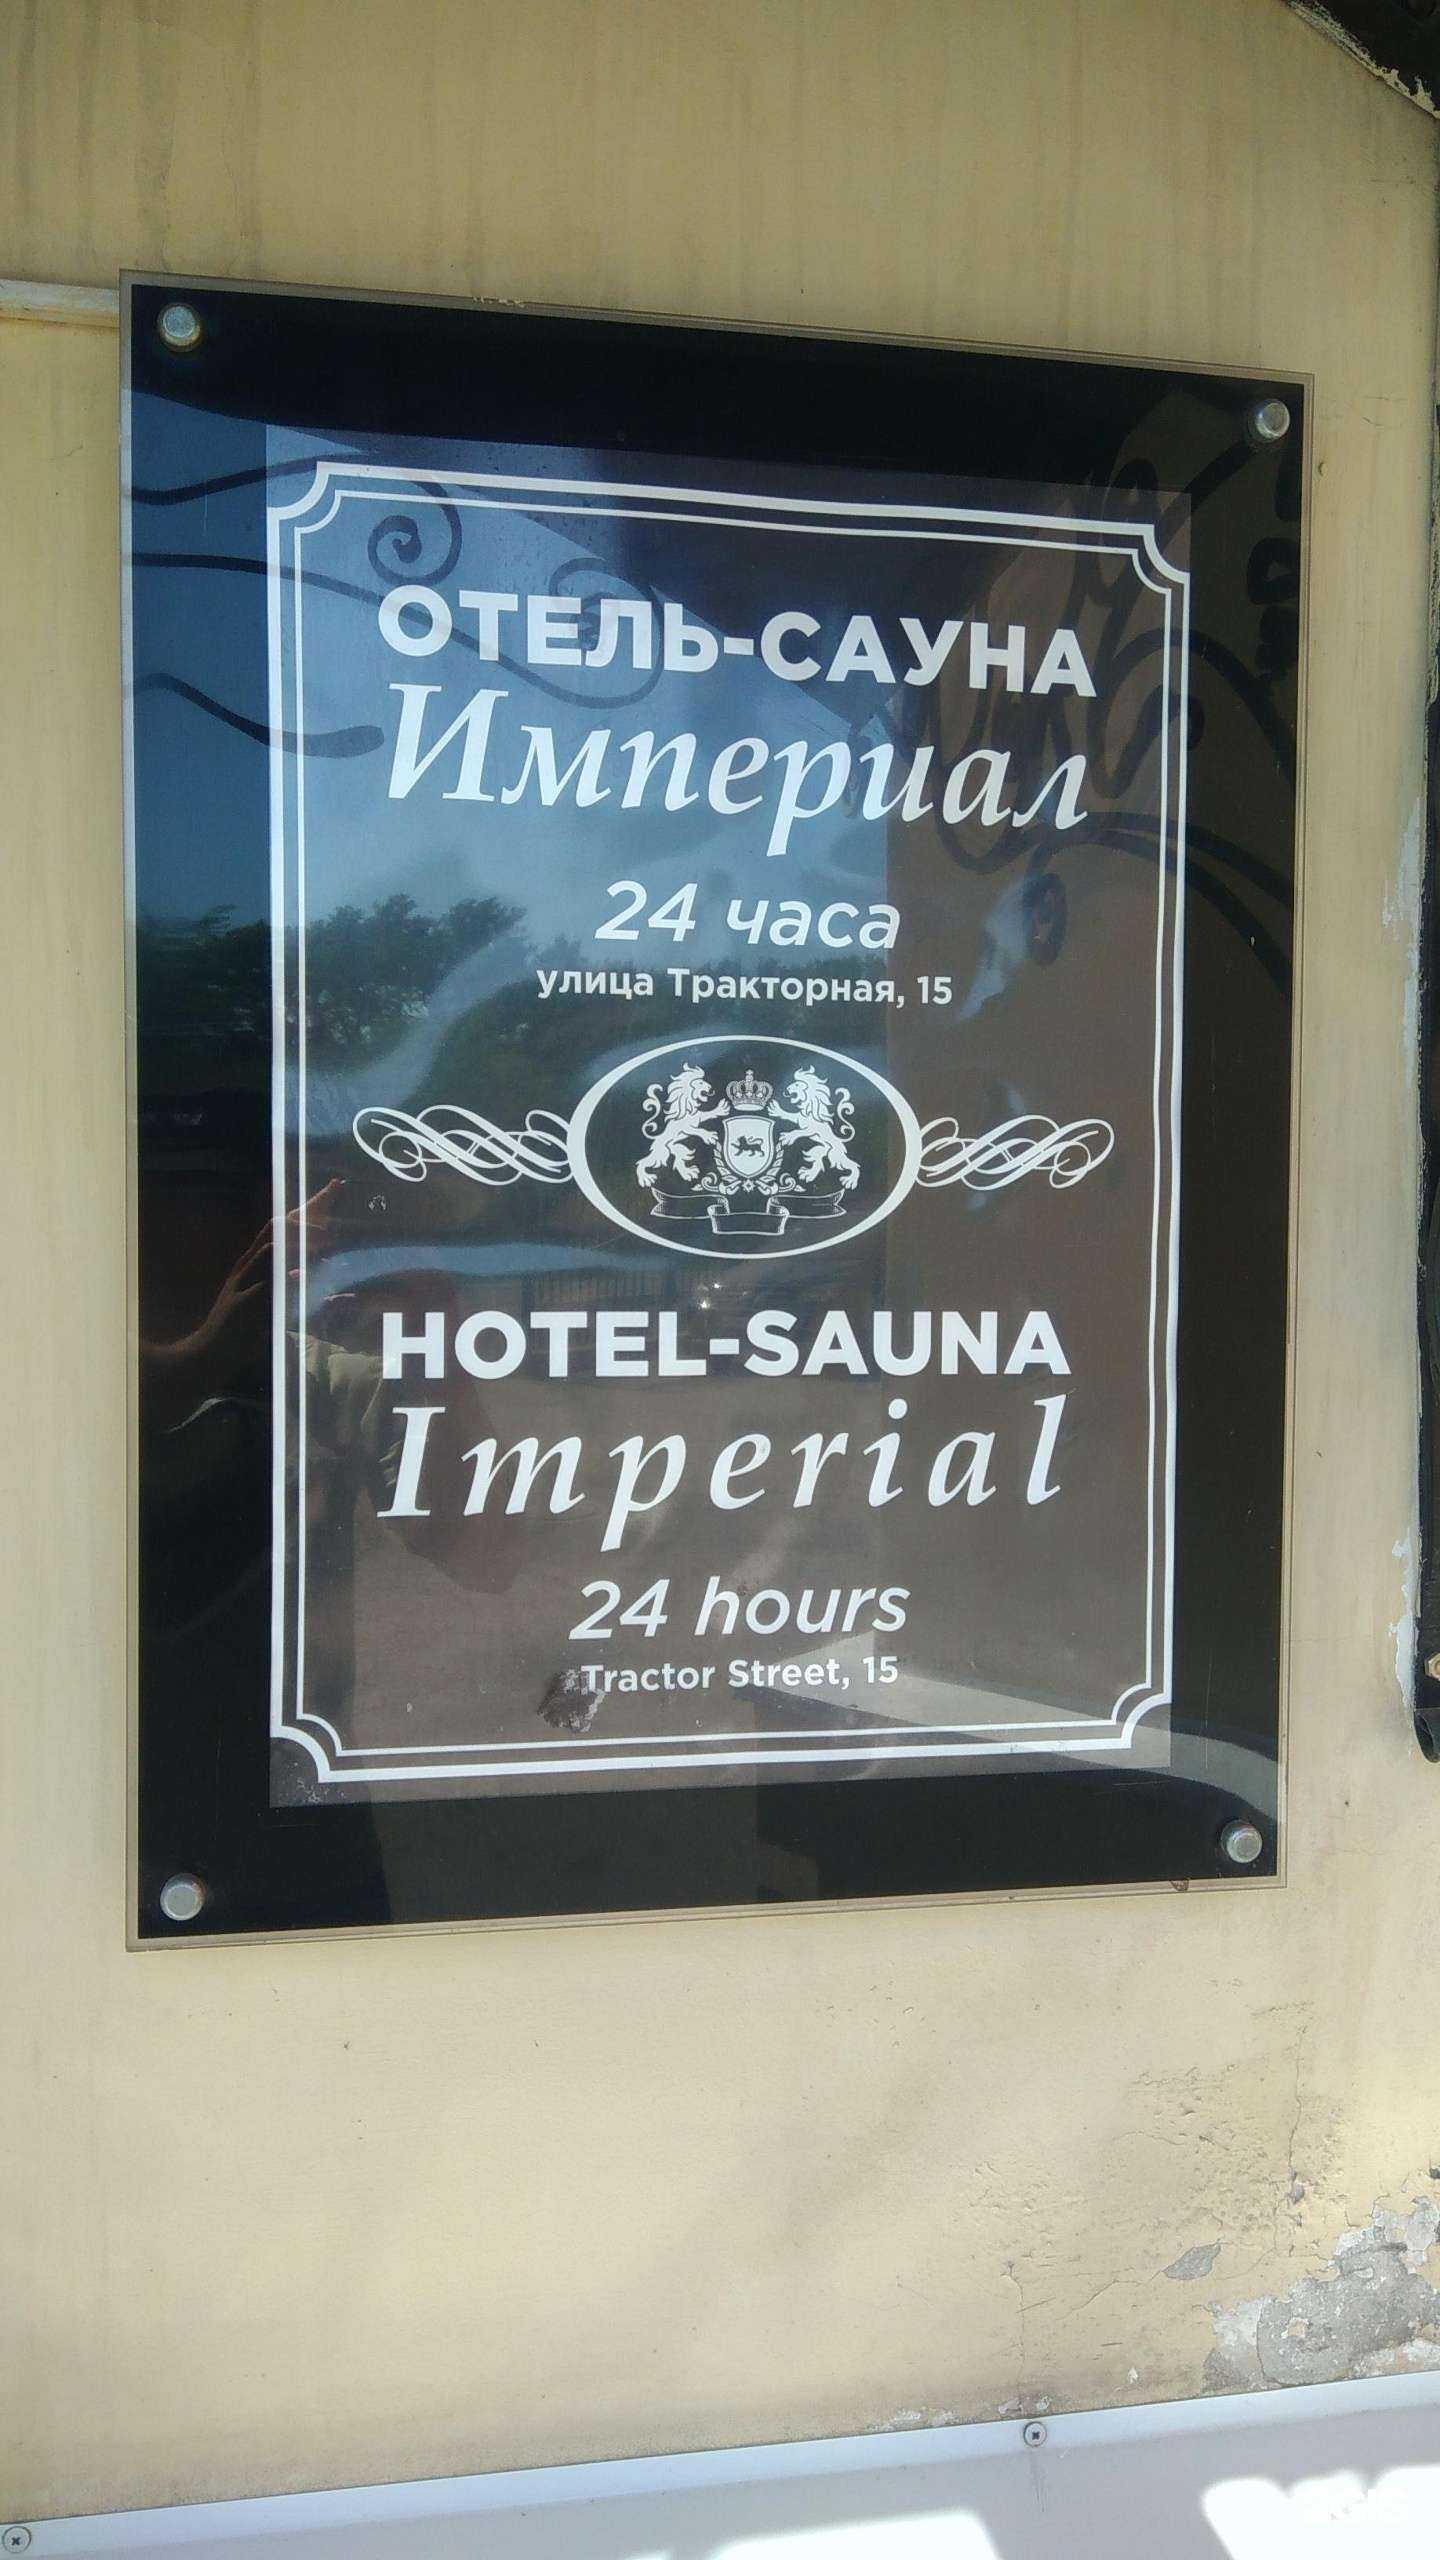 ОТЕЛЬ-САУНА
Империал
24 часа
улица Тракторная, 15
HOTEL-SAUNA
Imperial
24 hours
Tractor Street, 15